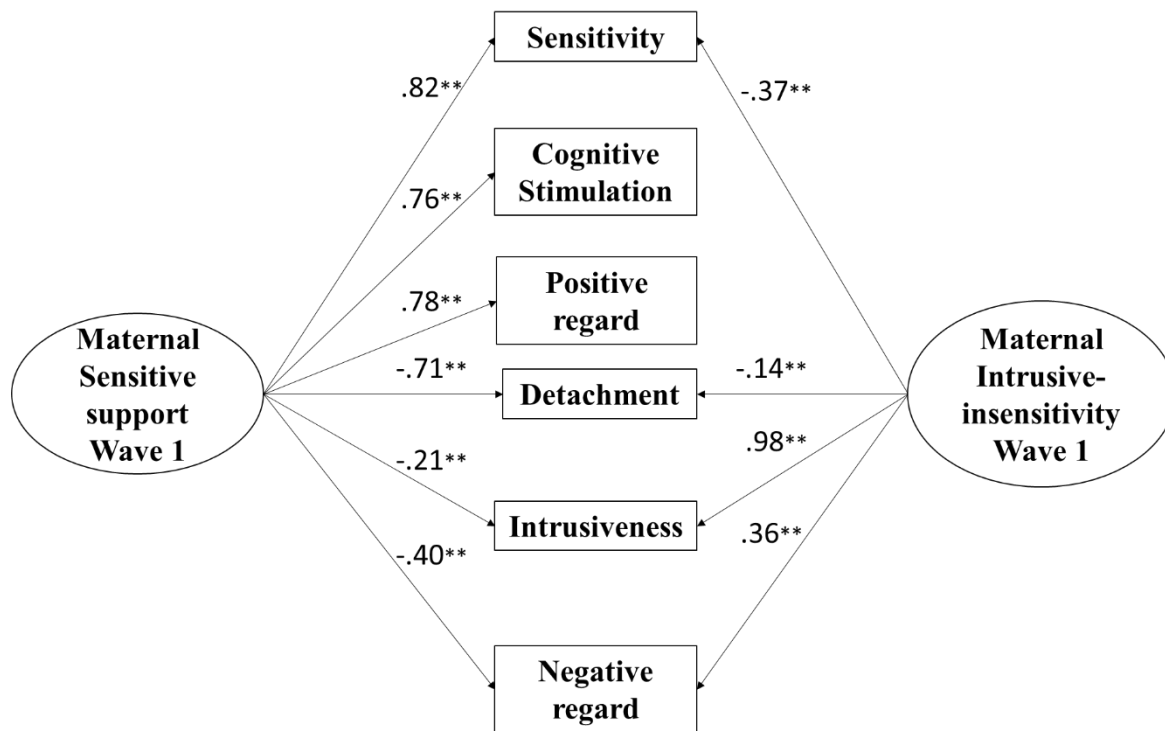 Sensitivity
.82**
-.37**
Cognitive
Stimulation
.76**
Positive
regard
.78**
Maternal
Sensitive
support
Wave 1
-.71**
Detachment
-.14**
Maternal
Intrusive-
insensitivity
Wave 1
-.21**
.98**
Intrusiveness
-.40**
.36**
Negative
regard